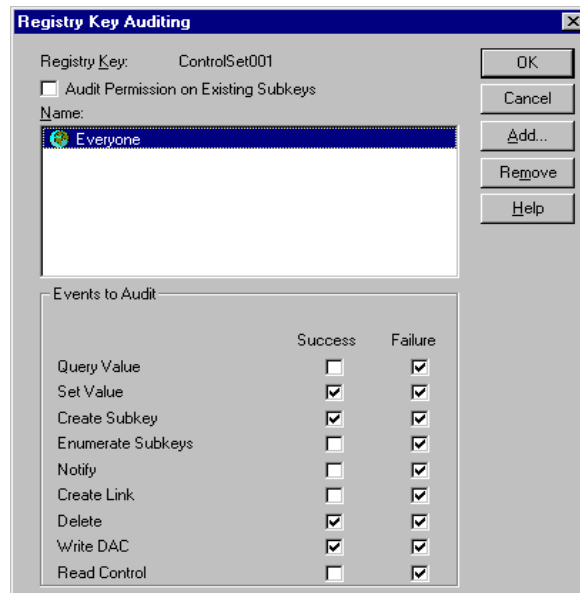 Registry Key Auditing
Registry Key: ControlSet001
Audit Permission on Existing Subkeys
Name:
Everyone
OK
Cancel
Add...
Remove
Help
Events to Audit
Success Failure
Query Value
Set Value
Create Subkey
Enumerate Subkeys
Notify
Create Link
Delete
Write DAC
Read Control